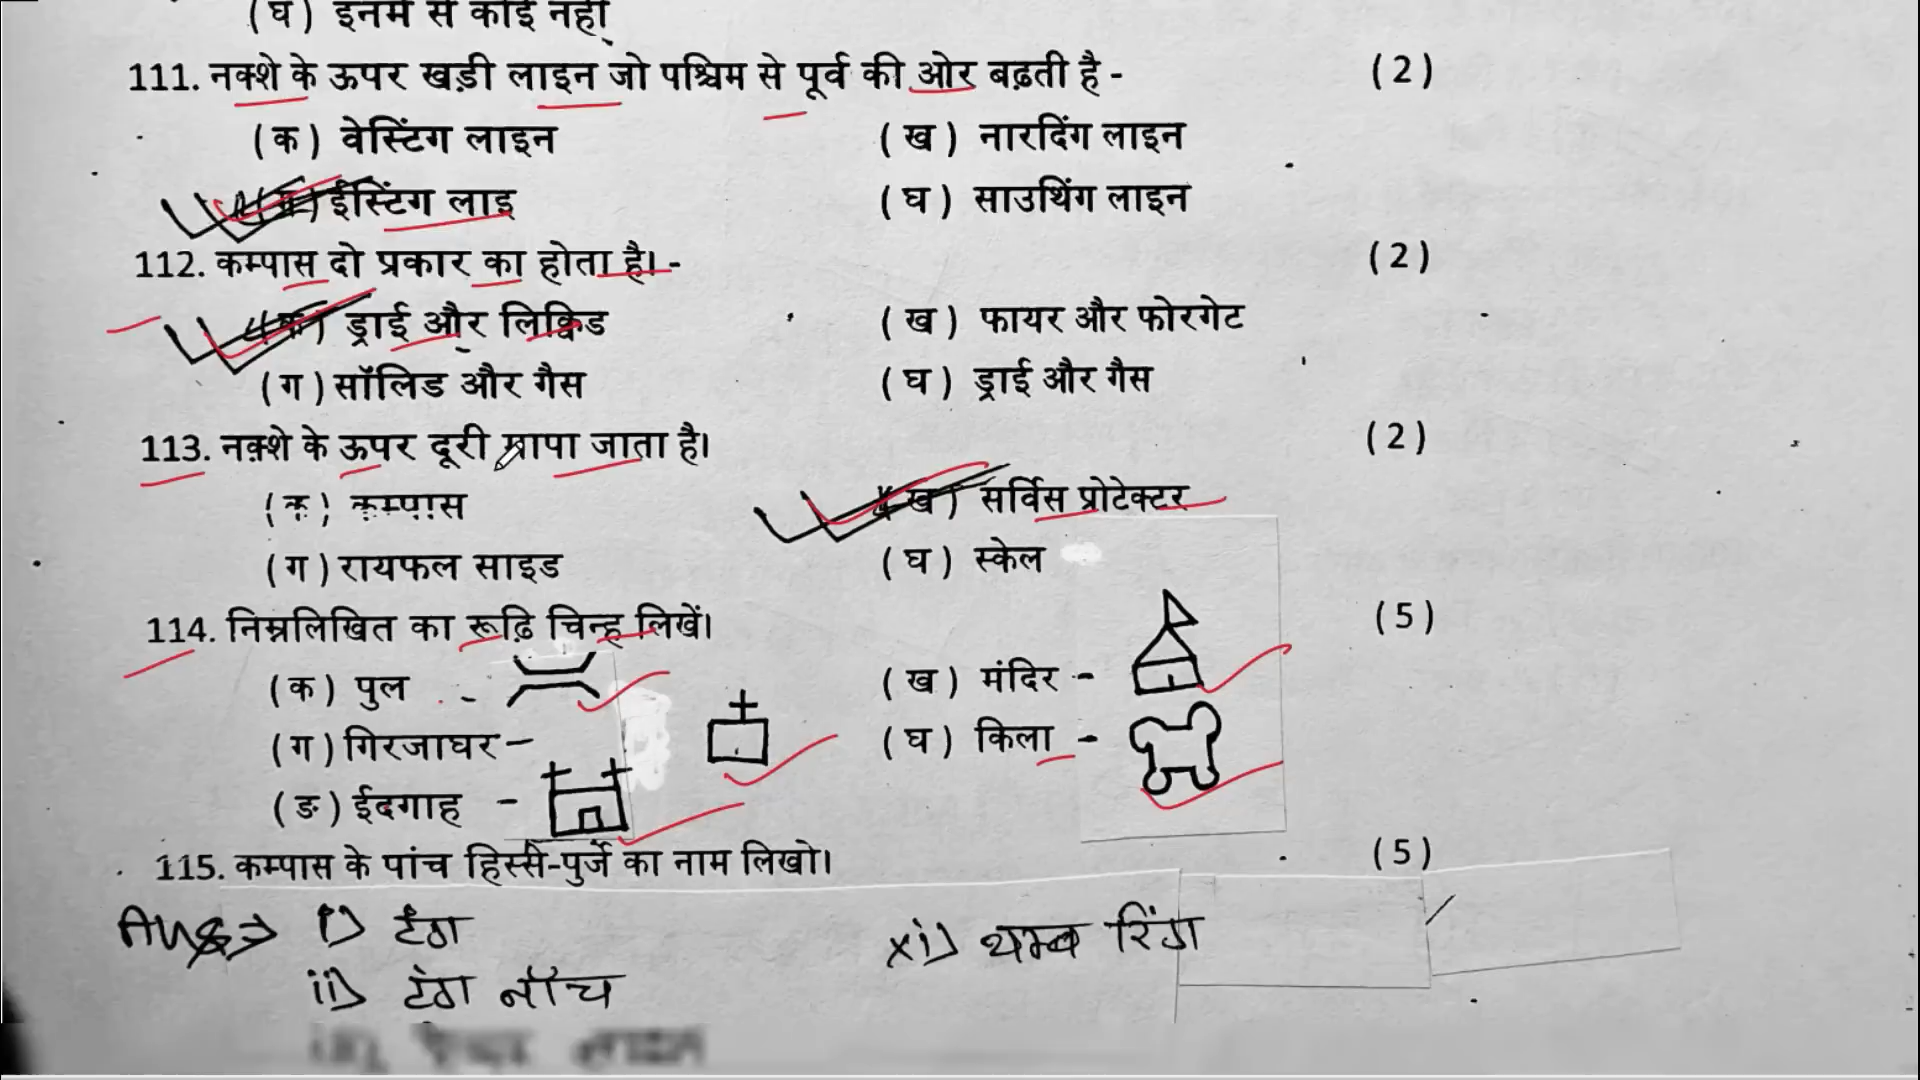 (घ) इनमें से कोई नहीं
111. नक्शे के ऊपर खड़ी लाइन जो पश्चिम से पूर्व की ओर बढ़ती है - (2)
(क) वेस्टिंग लाइन (ख) नारदिंग लाइन
ईस्टिंग लाइ (घ) साउथिंग लाइन
112. कम्पास दो प्रकार का होता है। - (2)
(क) ड्राई और लिक्विड (ख) फायर और फोरगेट
(ग) सॉलिड और गैस (घ) ड्राई और गैस
113. नक़्शे के ऊपर दूरी मापा जाता है। (2)
(क) कम्पास (ख) सर्विस प्रोटेक्टर
(ग) रायफल साइड (घ) स्केल
114. निम्नलिखित का रूढ़ि चिन्ह लिखें। (5)
(क) पुल - (ख) मंदिर -
(ग) गिरजाघर - (घ) किला -
(ङ) ईदगाह -
115. कम्पास के पांच हिस्से-पुर्जे का नाम लिखो। (5)
Ans⇒ i) टंग xi) थम्ब रिंग
ii) टंग नॉच